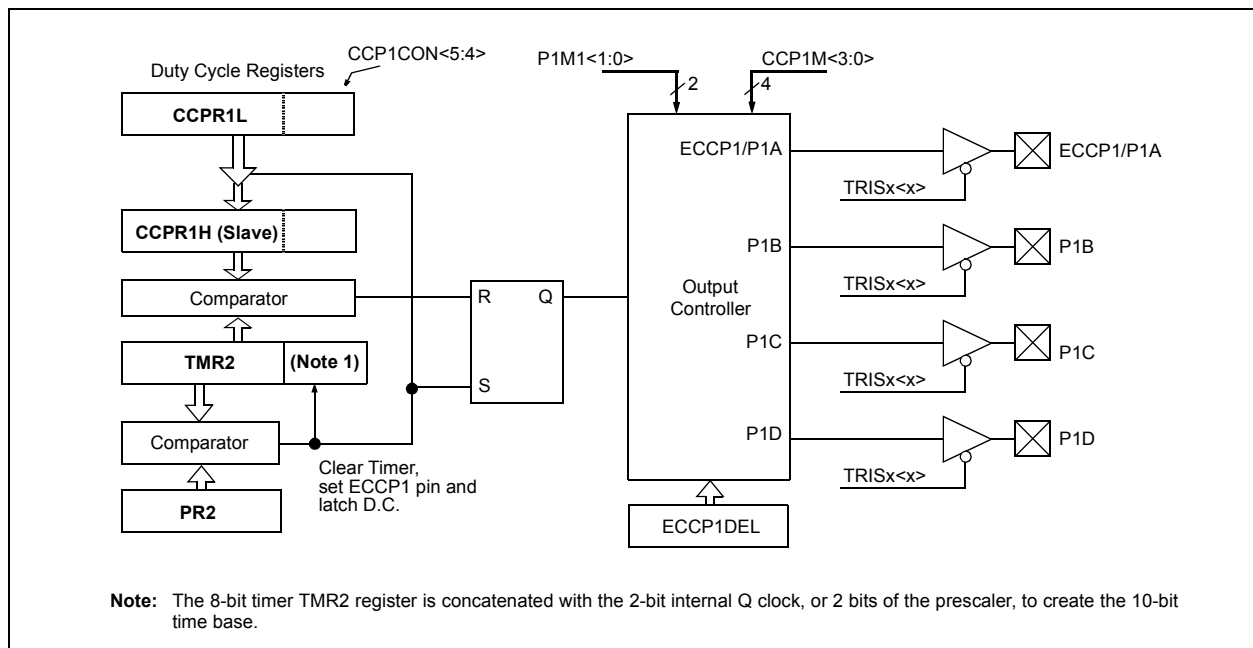 CCP1CON<5:4>
Duty Cycle Registers
CCPR1L
CCPR1H (Slave)
Comparator
TMR2
(Note 1)
Comparator
PR2
Clear Timer,
set ECCP1 pin and
latch D.C.
R
Q
S
P1M1<1:0>
2
CCP1M<3:0>
4
Output
Controller
ECCP1/P1A
P1B
P1C
P1D
ECCP1DEL
TRISx<x>
ECCP1/P1A
TRISx<x>
P1B
TRISx<x>
P1C
TRISx<x>
P1D
Note: The 8-bit timer TMR2 register is concatenated with the 2-bit internal Q clock, or 2 bits of the prescaler, to create the 10-bit
time base.